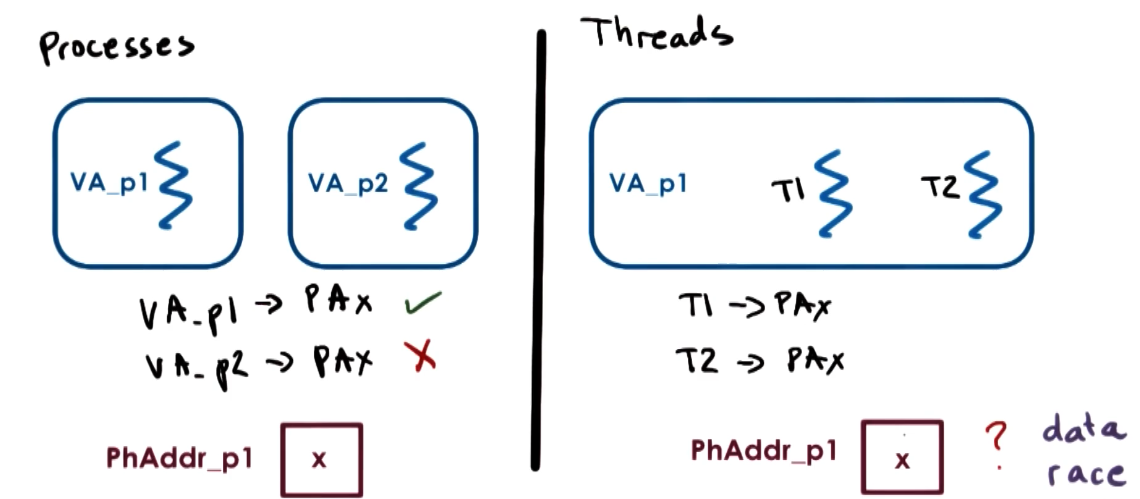 Processes
VA_p1
VA_p2
VA_p1 → PAx ✓
VA_p2 → PAx X
PhAddr_p1
x
Threads
VA_p1
T1
T2
T1 → PAx
T2 → PAx
PhAddr_p1
x
? data
race